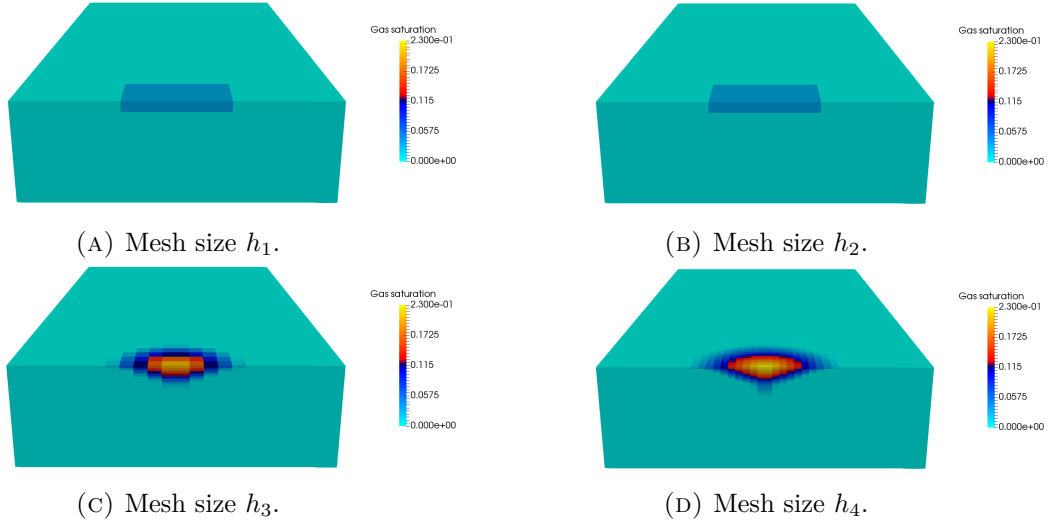 Gas saturation
2.300e-01
0.1725
0.115
0.0575
0.000e+00
(A) Mesh size h₁.
Gas saturation
2.300e-01
0.1725
0.115
0.0575
0.000e+00
(B) Mesh size h₂.
Gas saturation
2.300e-01
0.1725
0.115
0.0575
0.000e+00
(C) Mesh size h₃.
Gas saturation
2.300e-01
0.1725
0.115
0.0575
0.000e+00
(D) Mesh size h₄.